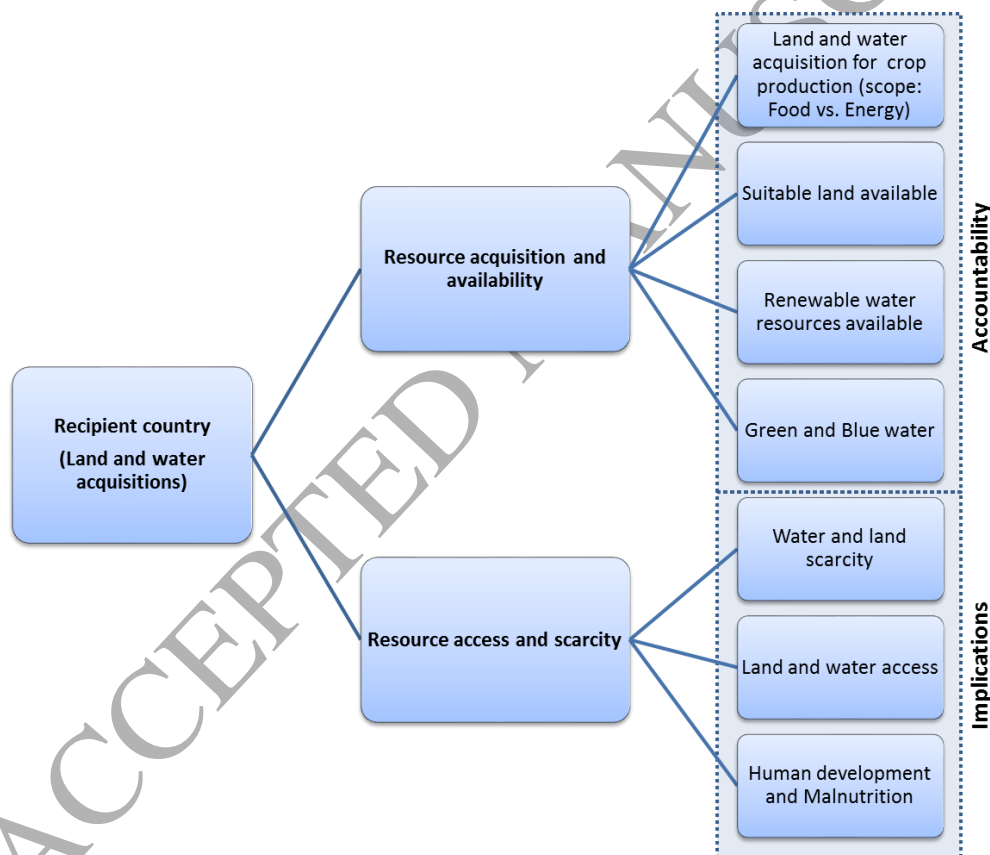 Land and water
acquisition for crop
production (scope:
Food vs. Energy)
Suitable land available
Resource acquisition and
availability
Renewable water
resources available
Green and Blue water
Accountability
Recipient country
(Land and water
acquisitions)
Water and land
scarcity
Resource access and scarcity
Land and water access
Human development
and Malnutrition
Implications
ACCEPTED